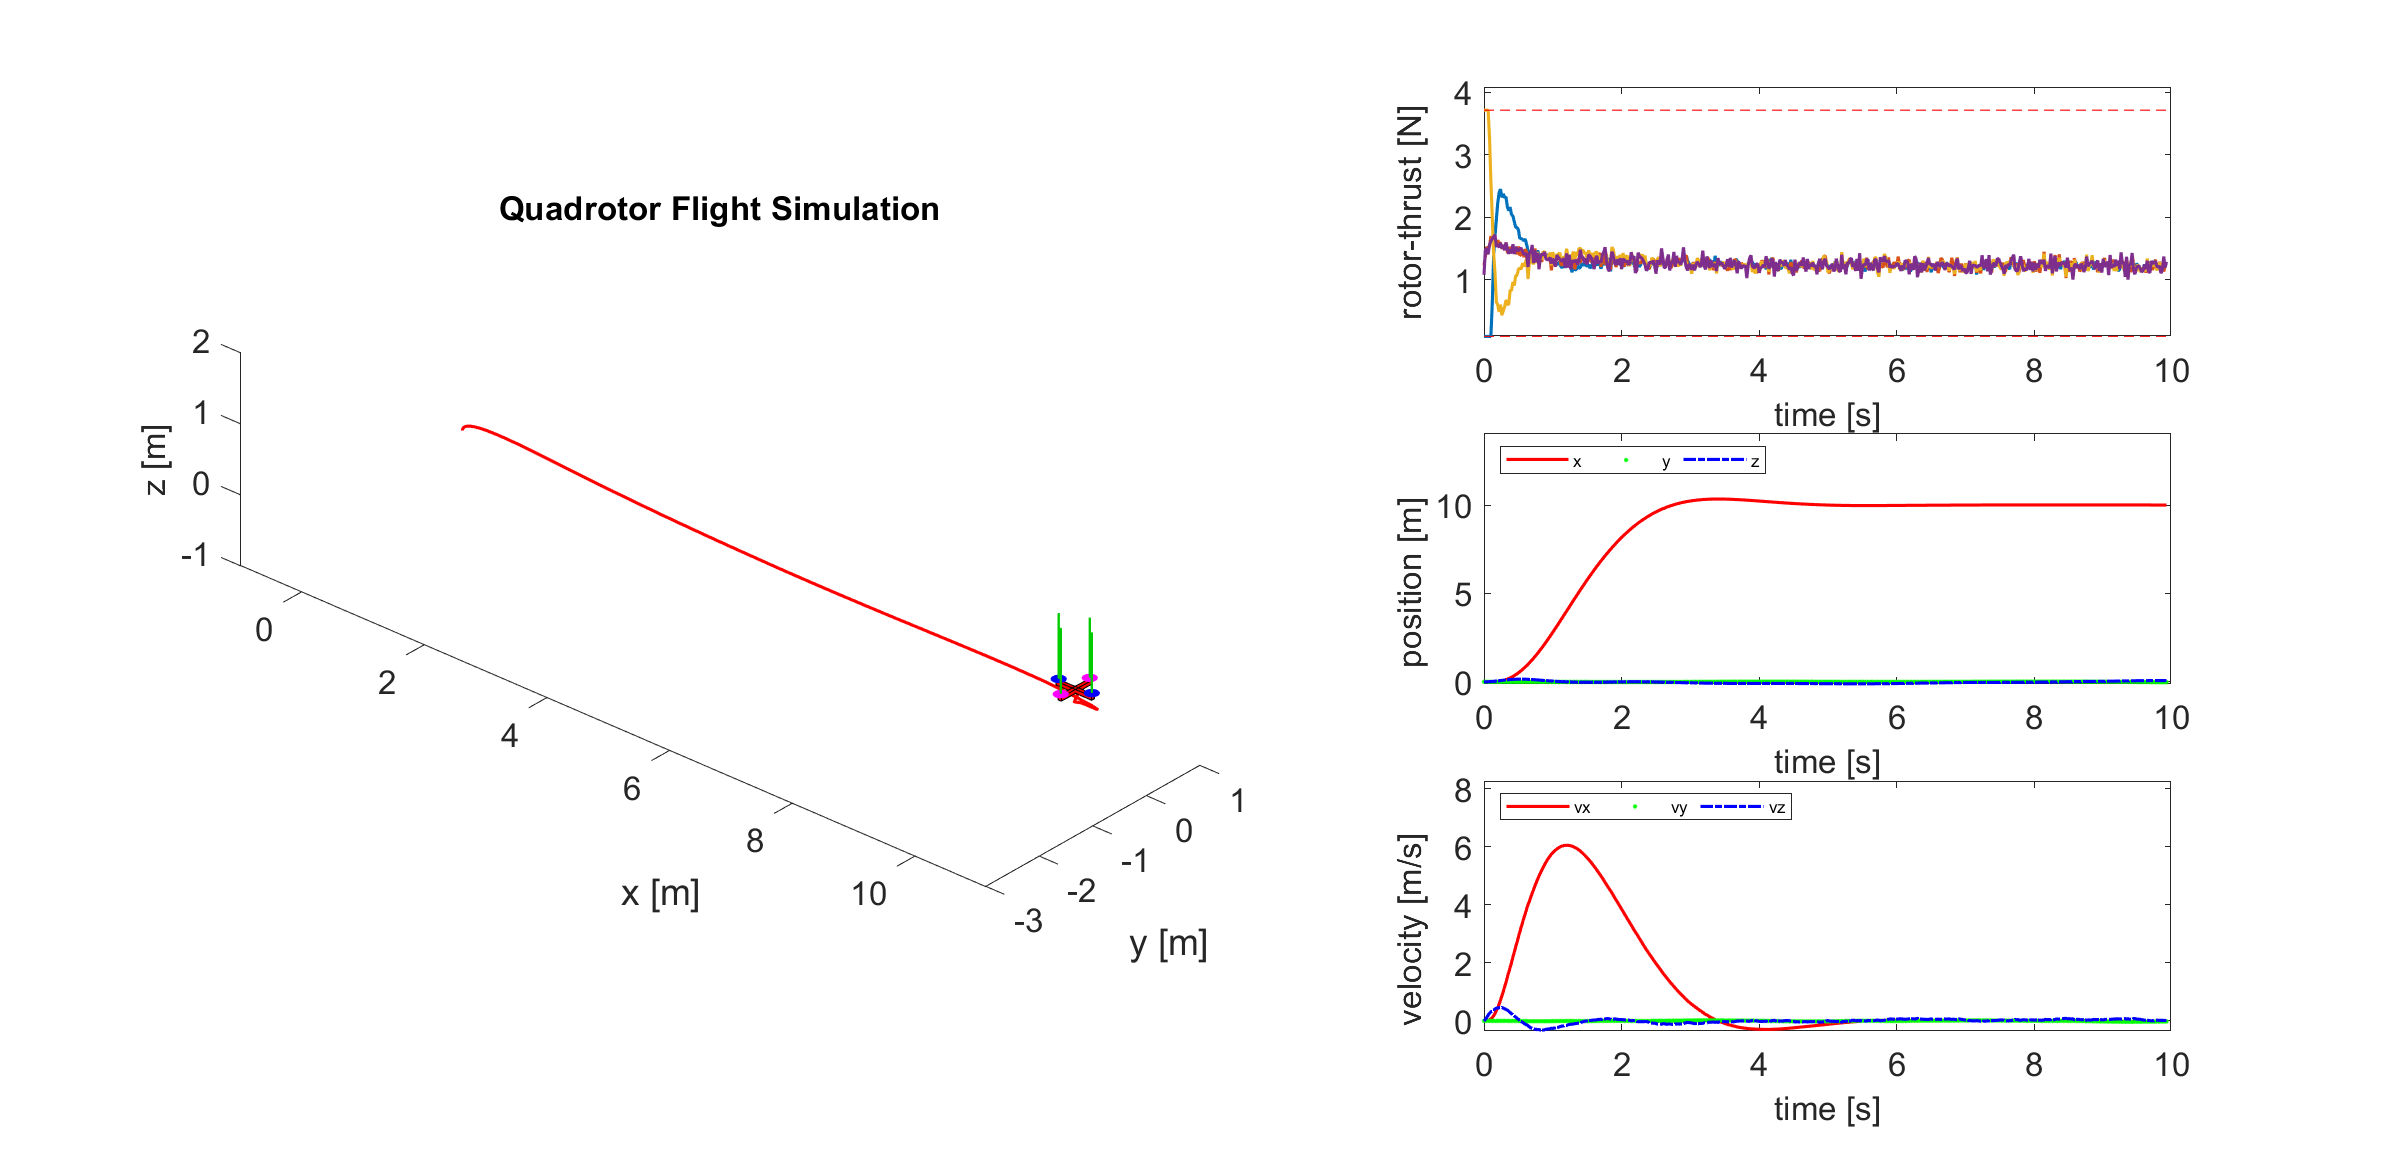 Quadrotor Flight Simulation
2
1
0
-1
z [m]
0
2
4
6
8
10
x [m]
-3
-2
-1
0
1
y [m]
4
3
2
1
rotor-thrust [N]
0 2 4 6 8 10
time [s]
x y z
10
5
0
position [m]
0 2 4 6 8 10
time [s]
vx vy vz
8
6
4
2
0
velocity [m/s]
0 2 4 6 8 10
time [s]